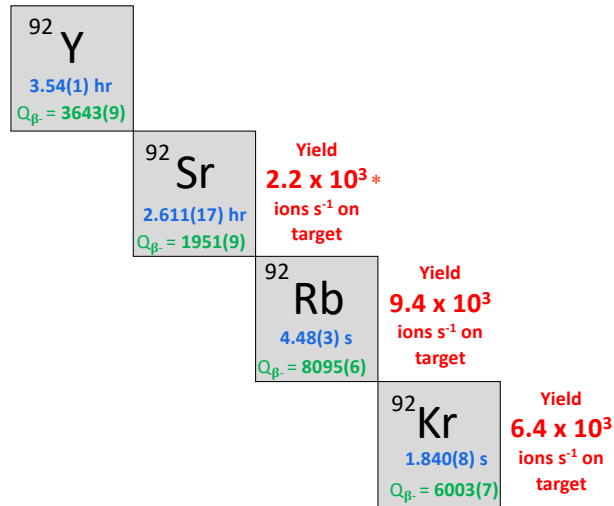 ⁹²Y
3.54(1) hr
Qβ- = 3643(9)
⁹²Sr
2.611(17) hr
Qβ- = 1951(9)
Yield
2.2 x 10³ *
ions s⁻¹ on
target
⁹²Rb
4.48(3) s
Qβ- = 8095(6)
Yield
9.4 x 10³
ions s⁻¹ on
target
⁹²Kr
1.840(8) s
Qβ- = 6003(7)
Yield
6.4 x 10³
ions s⁻¹ on
target